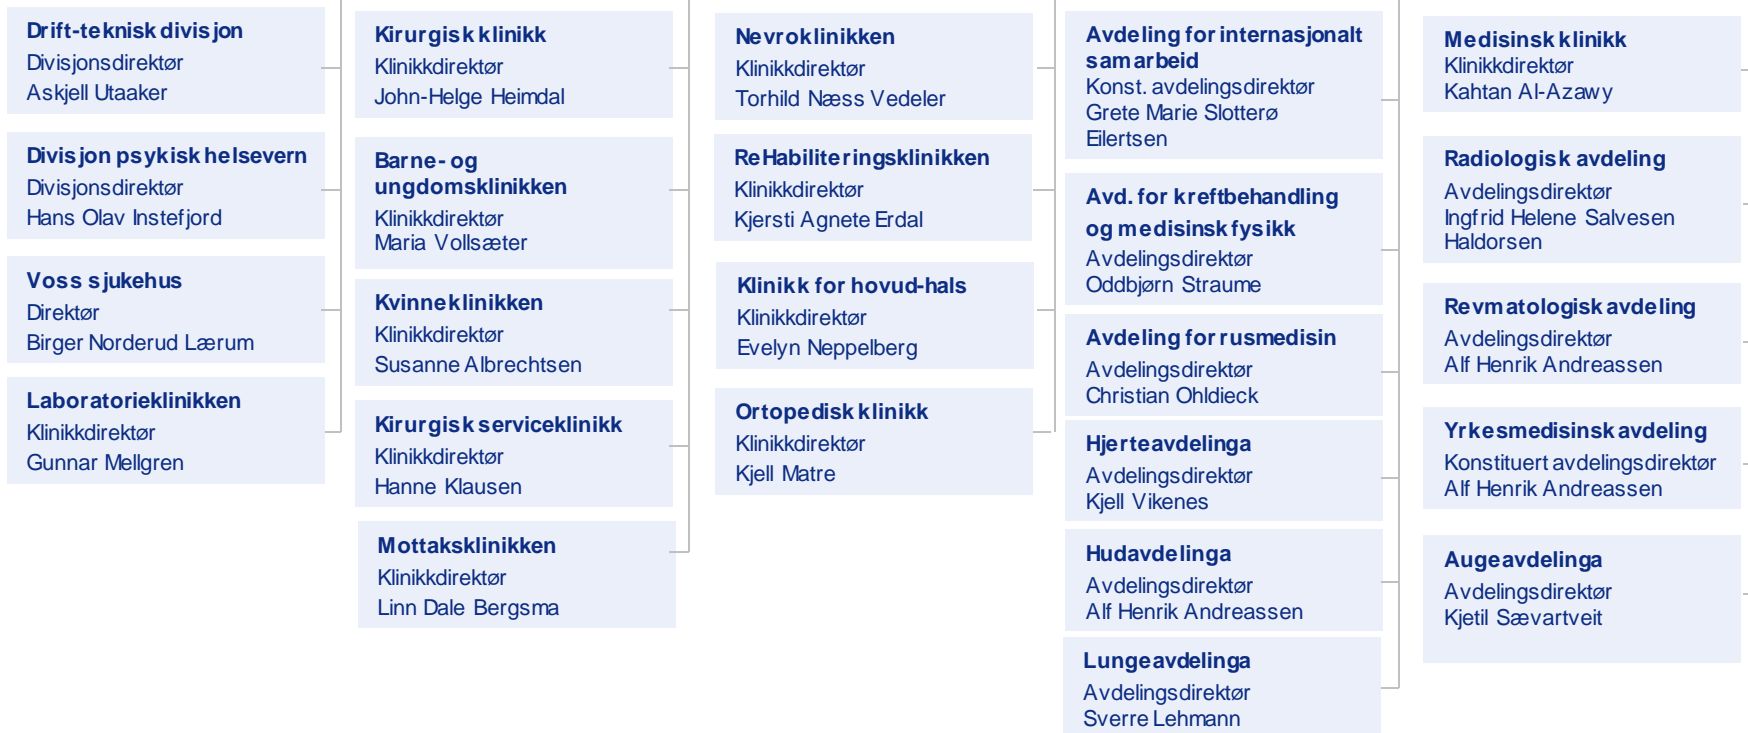 Drift-teknisk divisjon
Divisjonsdirektør
Askjell Utaaker
Divisjon psykisk helsevern
Divisjonsdirektør
Hans Olav Instefjord
Voss sjukehus
Direktør
Birger Norderud Lærum
Laboratorieklinikken
Klinikkdirektør
Gunnar Mellgren
Kirurgisk klinikk
Klinikkdirektør
John-Helge Heimdal
Barne- og
ungdomsklinikken
Klinikkdirektør
Maria Vollsæter
Kvinneklinikken
Klinikkdirektør
Susanne Albrechtsen
Kirurgisk serviceklinikk
Klinikkdirektør
Hanne Klausen
Mottaksklinikken
Klinikkdirektør
Linn Dale Bergsma
Nevroklinikken
Klinikkdirektør
Torhild Næss Vedeler
ReHabiliteringsklinikken
Klinikkdirektør
Kjersti Agnete Erdal
Klinikk for hovud-hals
Klinikkdirektør
Evelyn Neppelberg
Ortopedisk klinikk
Klinikkdirektør
Kjell Matre
Avdeling for internasjonalt
samarbeid
Konst. avdelingsdirektør
Grete Marie Slotterø
Eilertsen
Avd. for kreftbehandling
og medisinsk fysikk
Avdelingsdirektør
Oddbjørn Straume
Avdeling for rusmedisin
Avdelingsdirektør
Christian Ohldieck
Hjerteavdelinga
Avdelingsdirektør
Kjell Vikenes
Hudavdelinga
Avdelingsdirektør
Alf Henrik Andreassen
Lungeavdelinga
Avdelingsdirektør
Sverre Lehmann
Medisinsk klinikk
Klinikkdirektør
Kahtan Al-Azawy
Radiologisk avdeling
Avdelingsdirektør
Ingfrid Helene Salvesen
Haldorsen
Revmatologisk avdeling
Avdelingsdirektør
Alf Henrik Andreassen
Yrkesmedisinsk avdeling
Konstituert avdelingsdirektør
Alf Henrik Andreassen
Augeavdelinga
Avdelingsdirektør
Kjetil Sævartveit